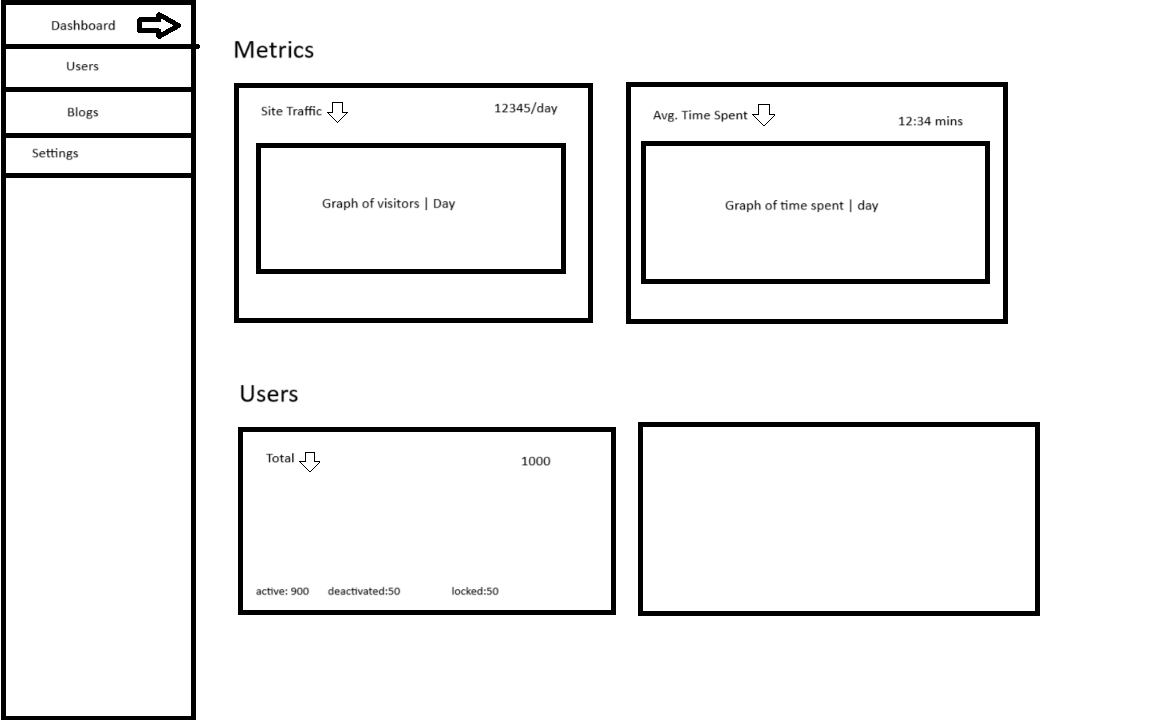 Dashboard
Users
Blogs
Settings
Metrics
Site Traffic
12345/day
Graph of visitors | Day
Avg. Time Spent
12:34 mins
Graph of time spent | day
Users
Total
1000
active: 900
deactivated:50
locked:50